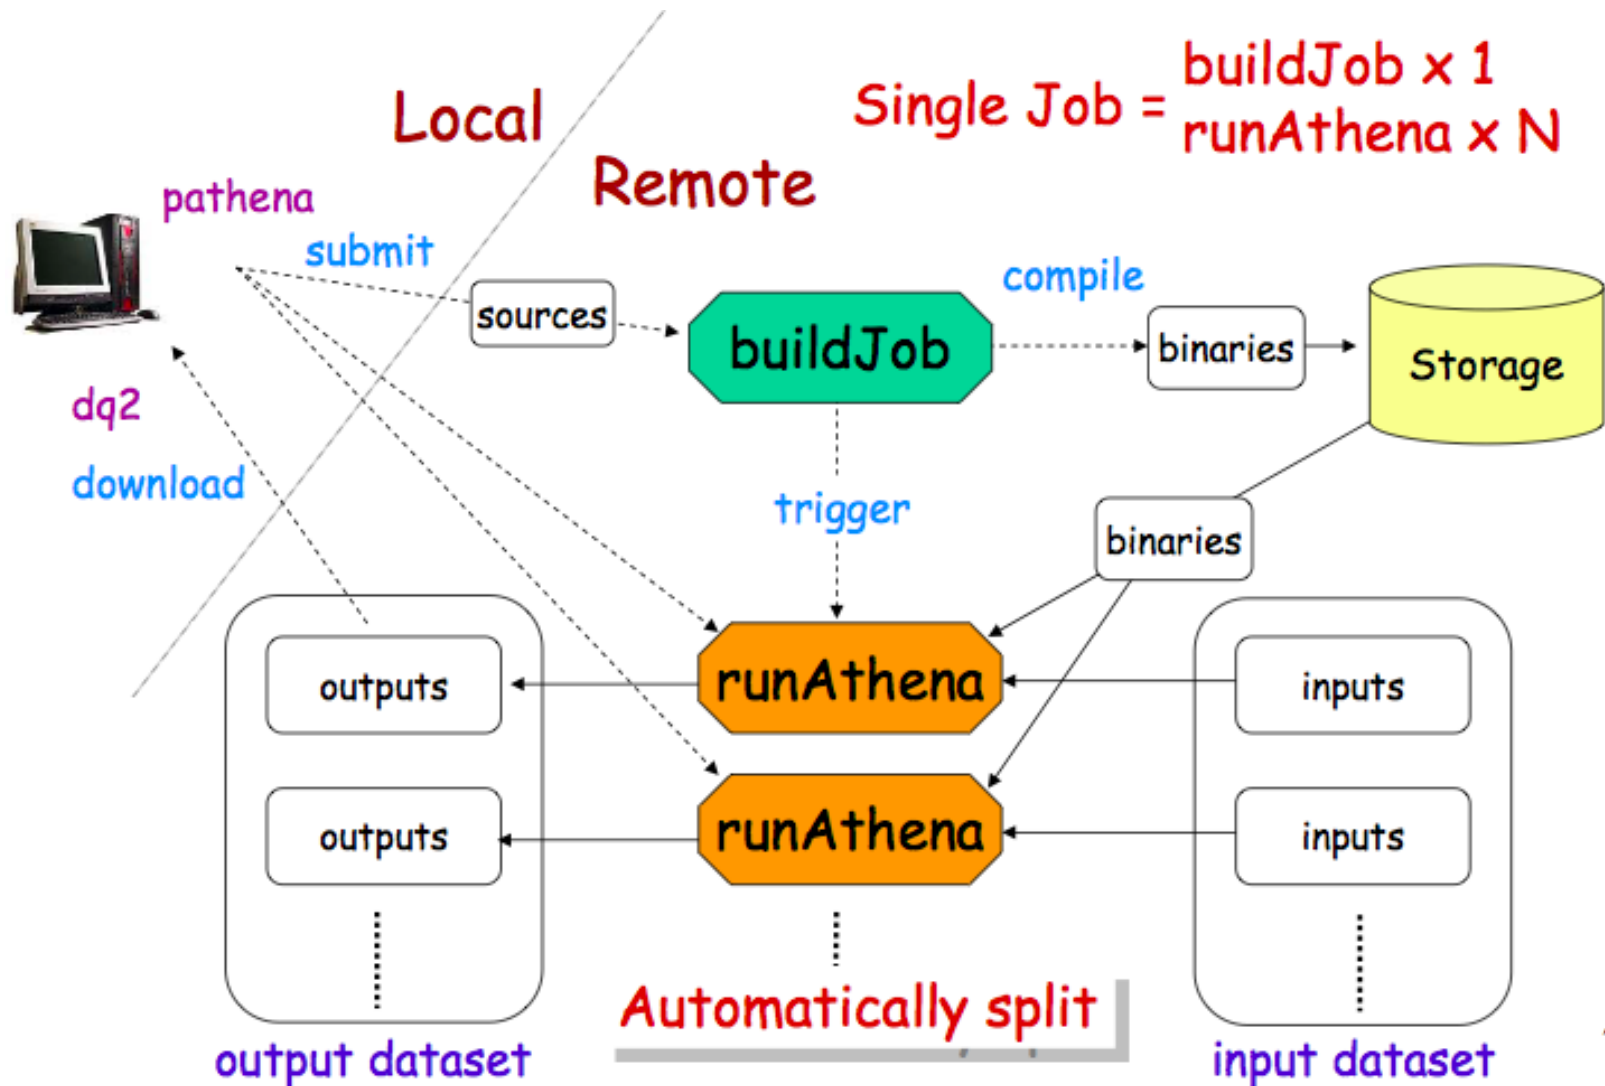 Local
Remote
Single Job =
buildJob x 1
runAthena x N
pathena
submit
sources
buildJob
compile
binaries
Storage
dq2
download
trigger
binaries
outputs
runAthena
inputs
outputs
runAthena
inputs
Automatically split
output dataset
input dataset